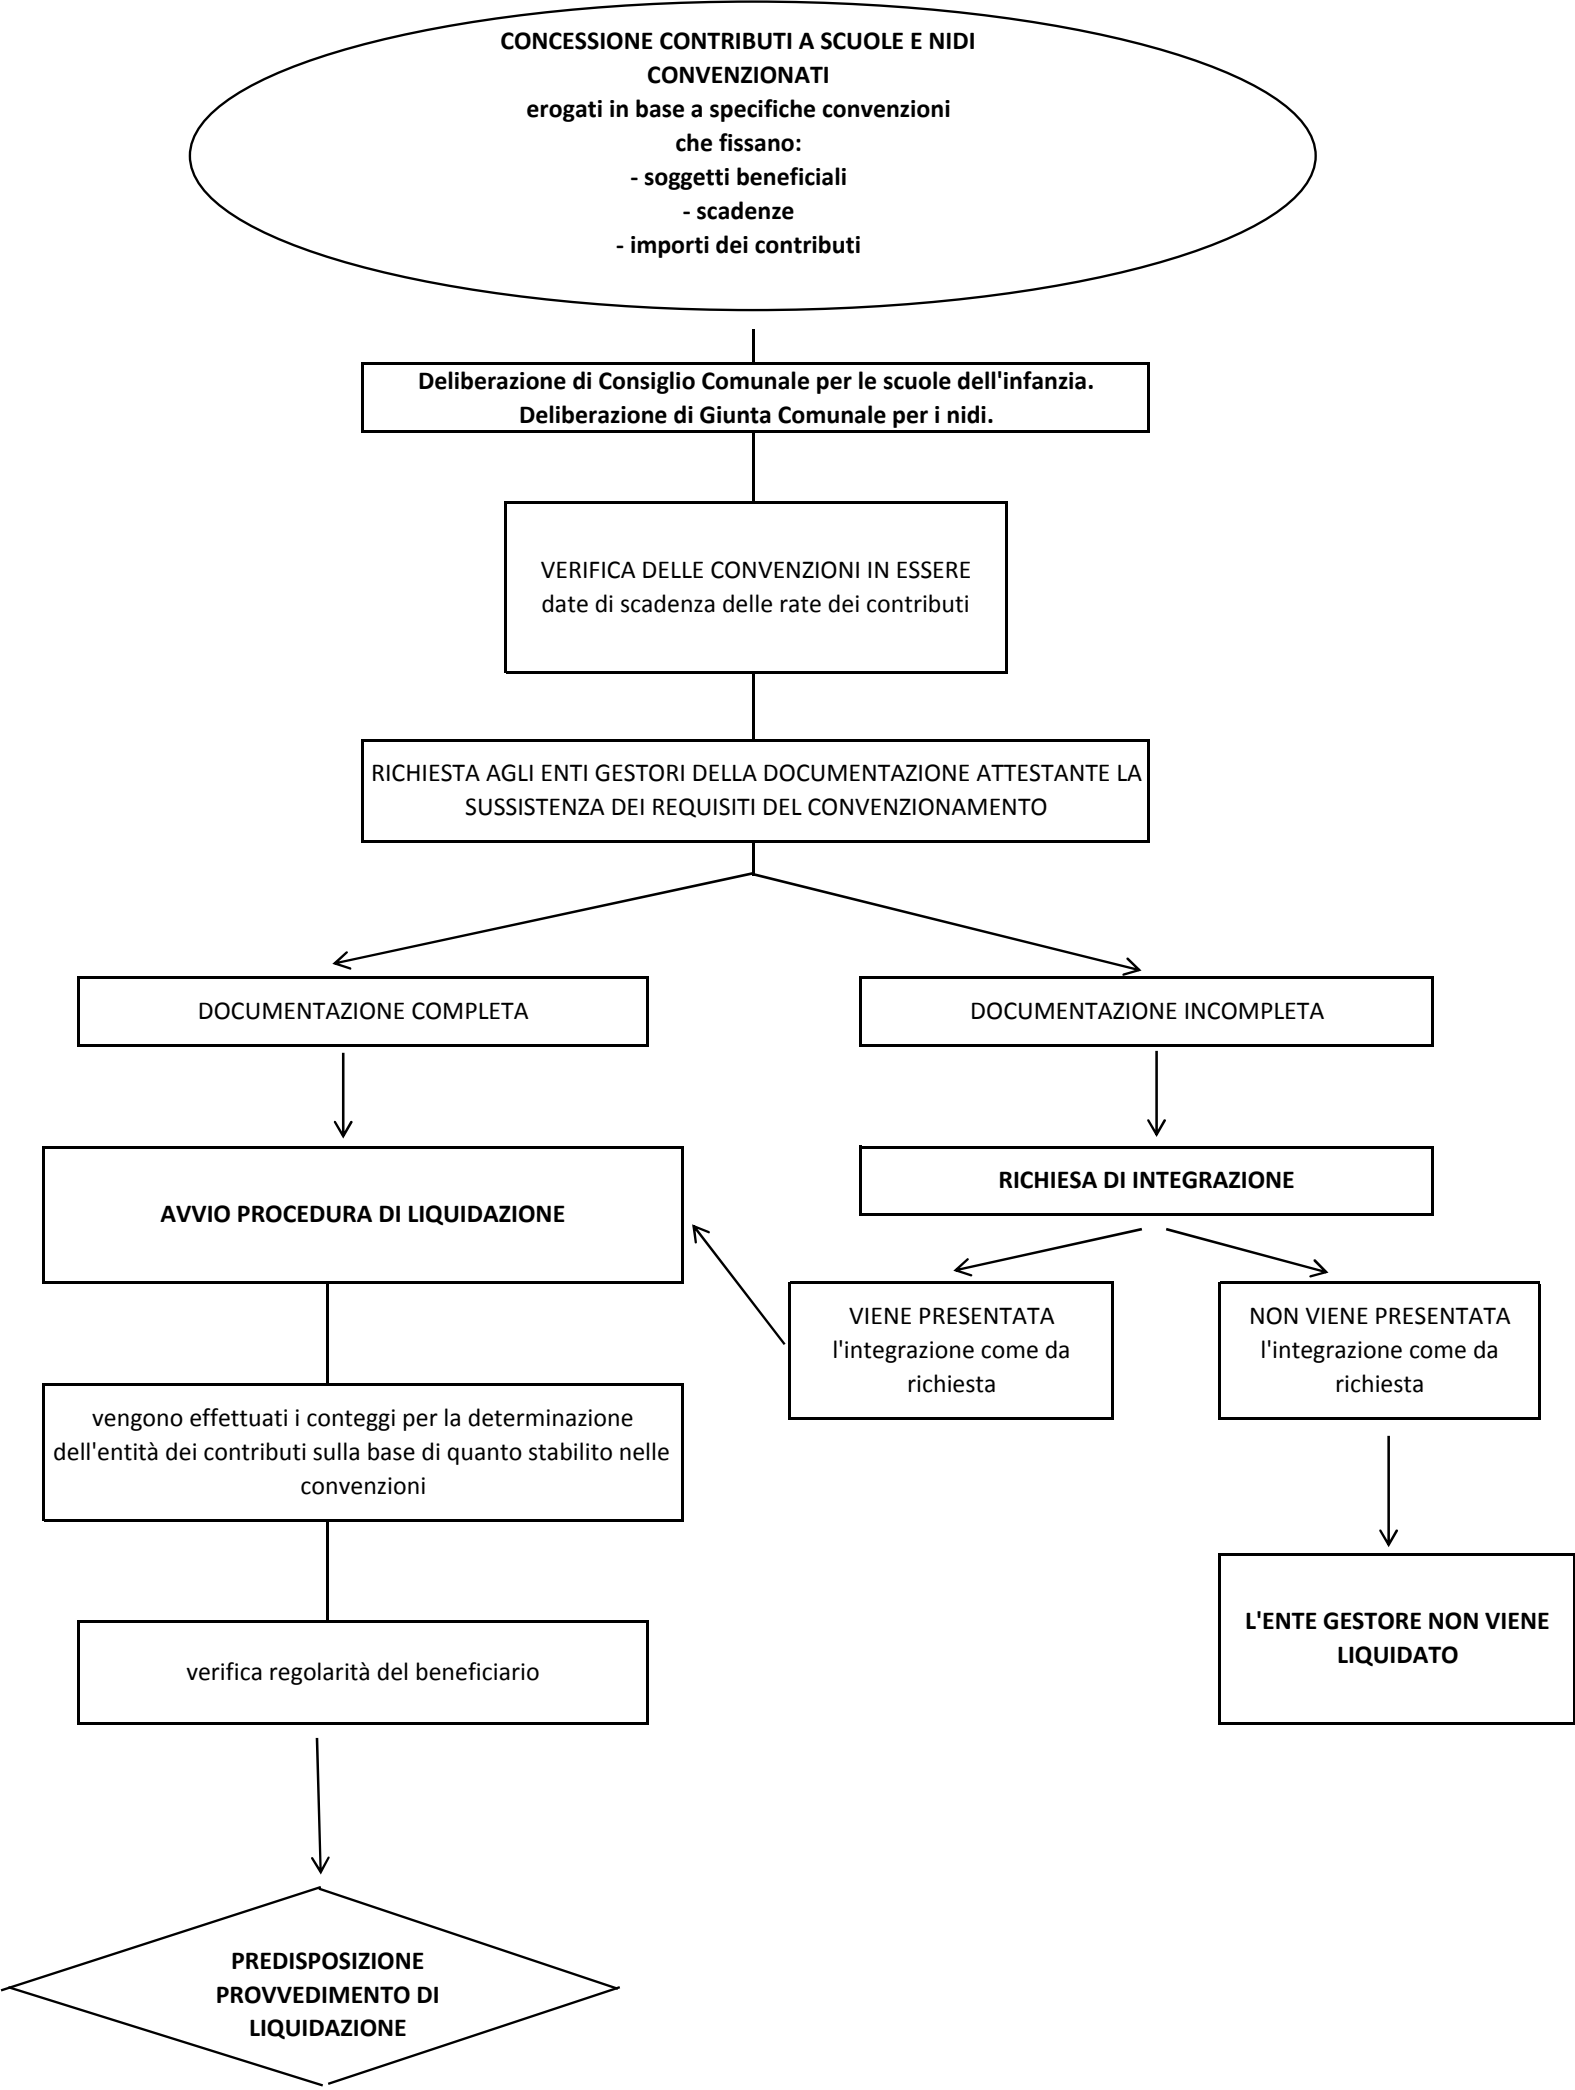 CONCESSIONE CONTRIBUTI A SCUOLE E NIDI
CONVENZIONATI
erogati in base a specifiche convenzioni
che fissano:
- soggetti beneficiali
- scadenze
- importi dei contributi
Deliberazione di Consiglio Comunale per le scuole dell'infanzia.
Deliberazione di Giunta Comunale per i nidi.
VERIFICA DELLE CONVENZIONI IN ESSERE
date di scadenza delle rate dei contributi
RICHIESTA AGLI ENTI GESTORI DELLA DOCUMENTAZIONE ATTESTANTE LA
SUSSISTENZA DEI REQUISITI DEL CONVENZIONAMENTO
DOCUMENTAZIONE COMPLETA
DOCUMENTAZIONE INCOMPLETA
AVVIO PROCEDURA DI LIQUIDAZIONE
RICHIESA DI INTEGRAZIONE
VIENE PRESENTATA
l'integrazione come da
richiesta
NON VIENE PRESENTATA
l'integrazione come da
richiesta
vengono effettuati i conteggi per la determinazione
dell'entità dei contributi sulla base di quanto stabilito nelle
convenzioni
L'ENTE GESTORE NON VIENE
LIQUIDATO
verifica regolarità del beneficiario
PREDISPOSIZIONE
PROVVEDIMENTO DI
LIQUIDAZIONE